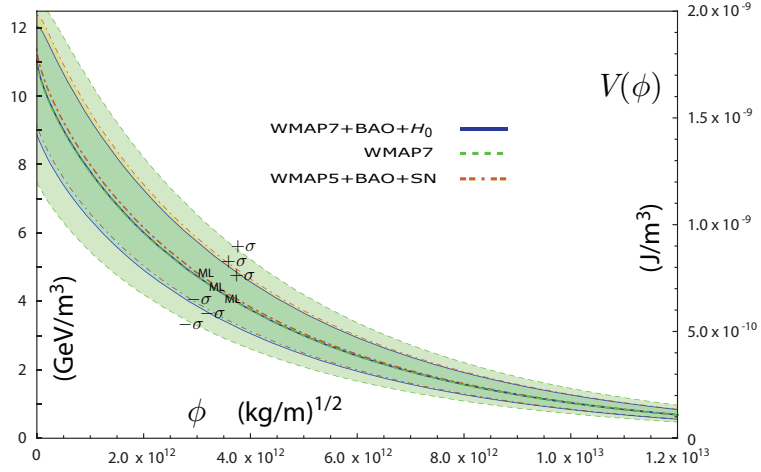 12
10
8
6
4
2
0
(GeV/m³)
2.0 x 10⁻⁹
1.5 x 10⁻⁹
1.0 x 10⁻⁹
5.0 x 10⁻¹⁰
0
V(ϕ)
(J/m³)
WMAP7+BAO+H₀
WMAP7
WMAP5+BAO+SN
+σ
+σ
+σ
ML
ML
ML
−σ
−σ
−σ
ϕ (kg/m)¹/²
0 2.0 x 10¹² 4.0 x 10¹² 6.0 x 10¹² 8.0 x 10¹² 1.0 x 10¹³ 12.0 x 10¹³